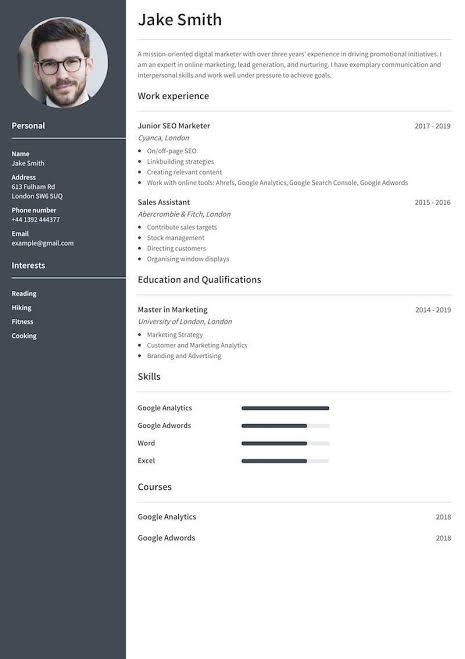 Personal
Name
Jake Smith
Address
613 Fulham Rd
London SW6 5UQ
Phone number
+44 1392 444377
Email
example@gmail.com
Interests
Reading
Hiking
Fitness
Cooking
Jake Smith
A mission-oriented digital marketer with over three years' experience in driving promotional initiatives. I
am an expert in online marketing, lead generation, and nurturing. I have exemplary communication and
interpersonal skills and work well under pressure to achieve goals.
Work experience
Junior SEO Marketer 2017 - 2019
Cyanca, London
• On/off-page SEO
• Linkbuilding strategies
• Creating relevant content
• Work with online tools: Ahrefs, Google Analytics, Google Search Console, Google Adwords
Sales Assistant 2015 - 2016
Abercrombie & Fitch, London
• Contribute sales targets
• Stock management
• Directing customers
• Organising window displays
Education and Qualifications
Master in Marketing 2014 - 2019
University of London, London
• Marketing Strategy
• Customer and Marketing Analytics
• Branding and Advertising
Skills
Google Analytics
Google Adwords
Word
Excel
Courses
Google Analytics 2018
Google Adwords 2018